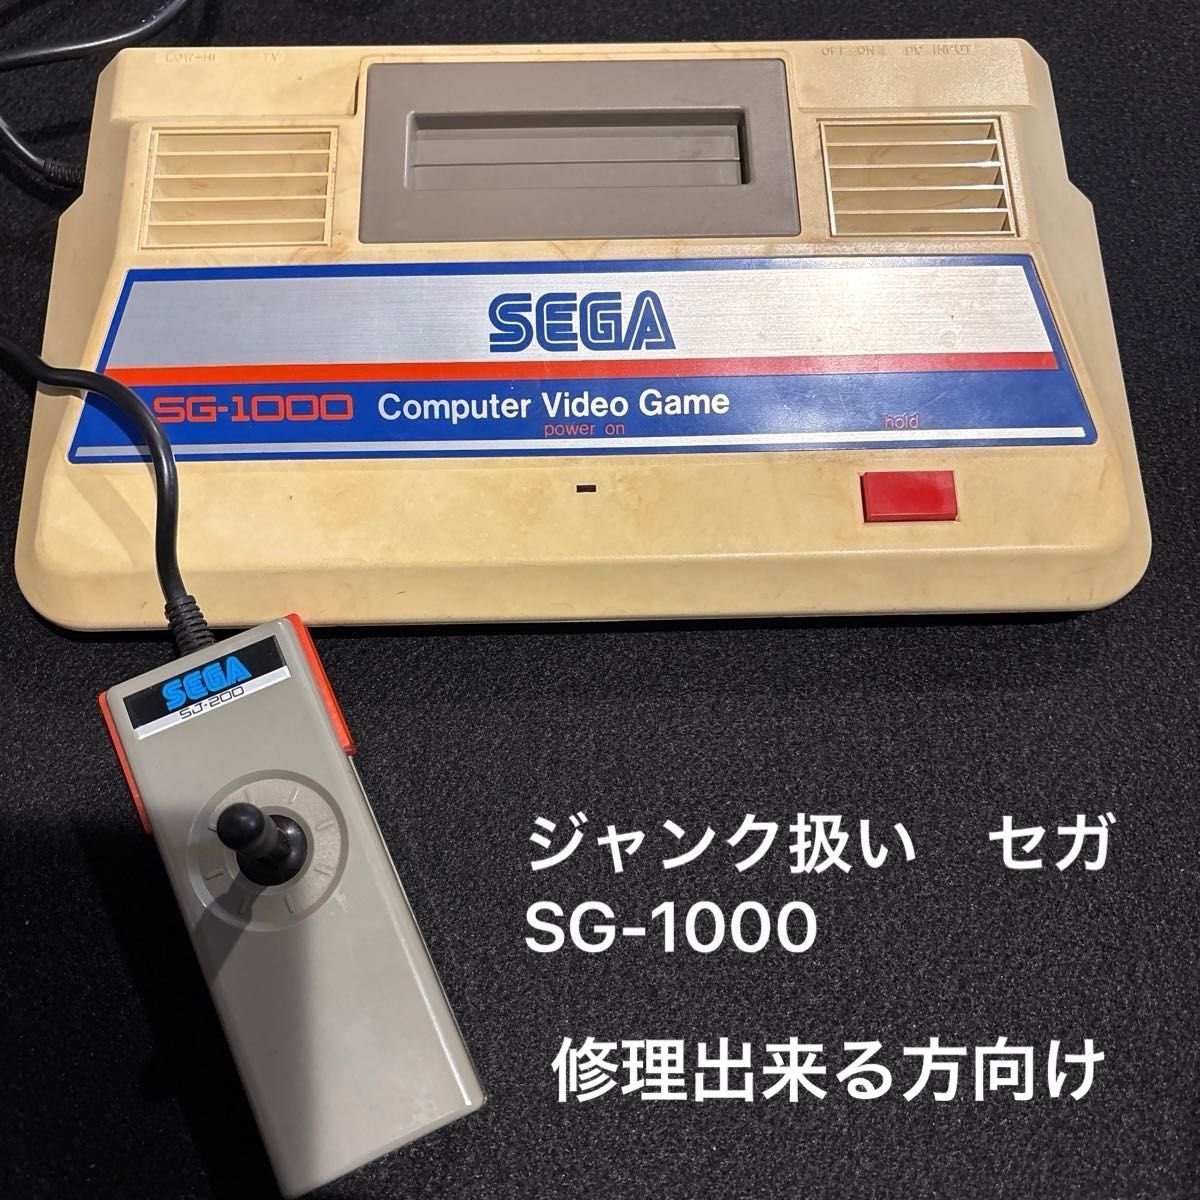 LOW-HI TV OFF-ON DC INPUT
SEGA
SG-1000 Computer Video Game
power on hold
SEGA
SJ-200
ジャンク扱い　セガ
SG-1000
修理出来る方向け